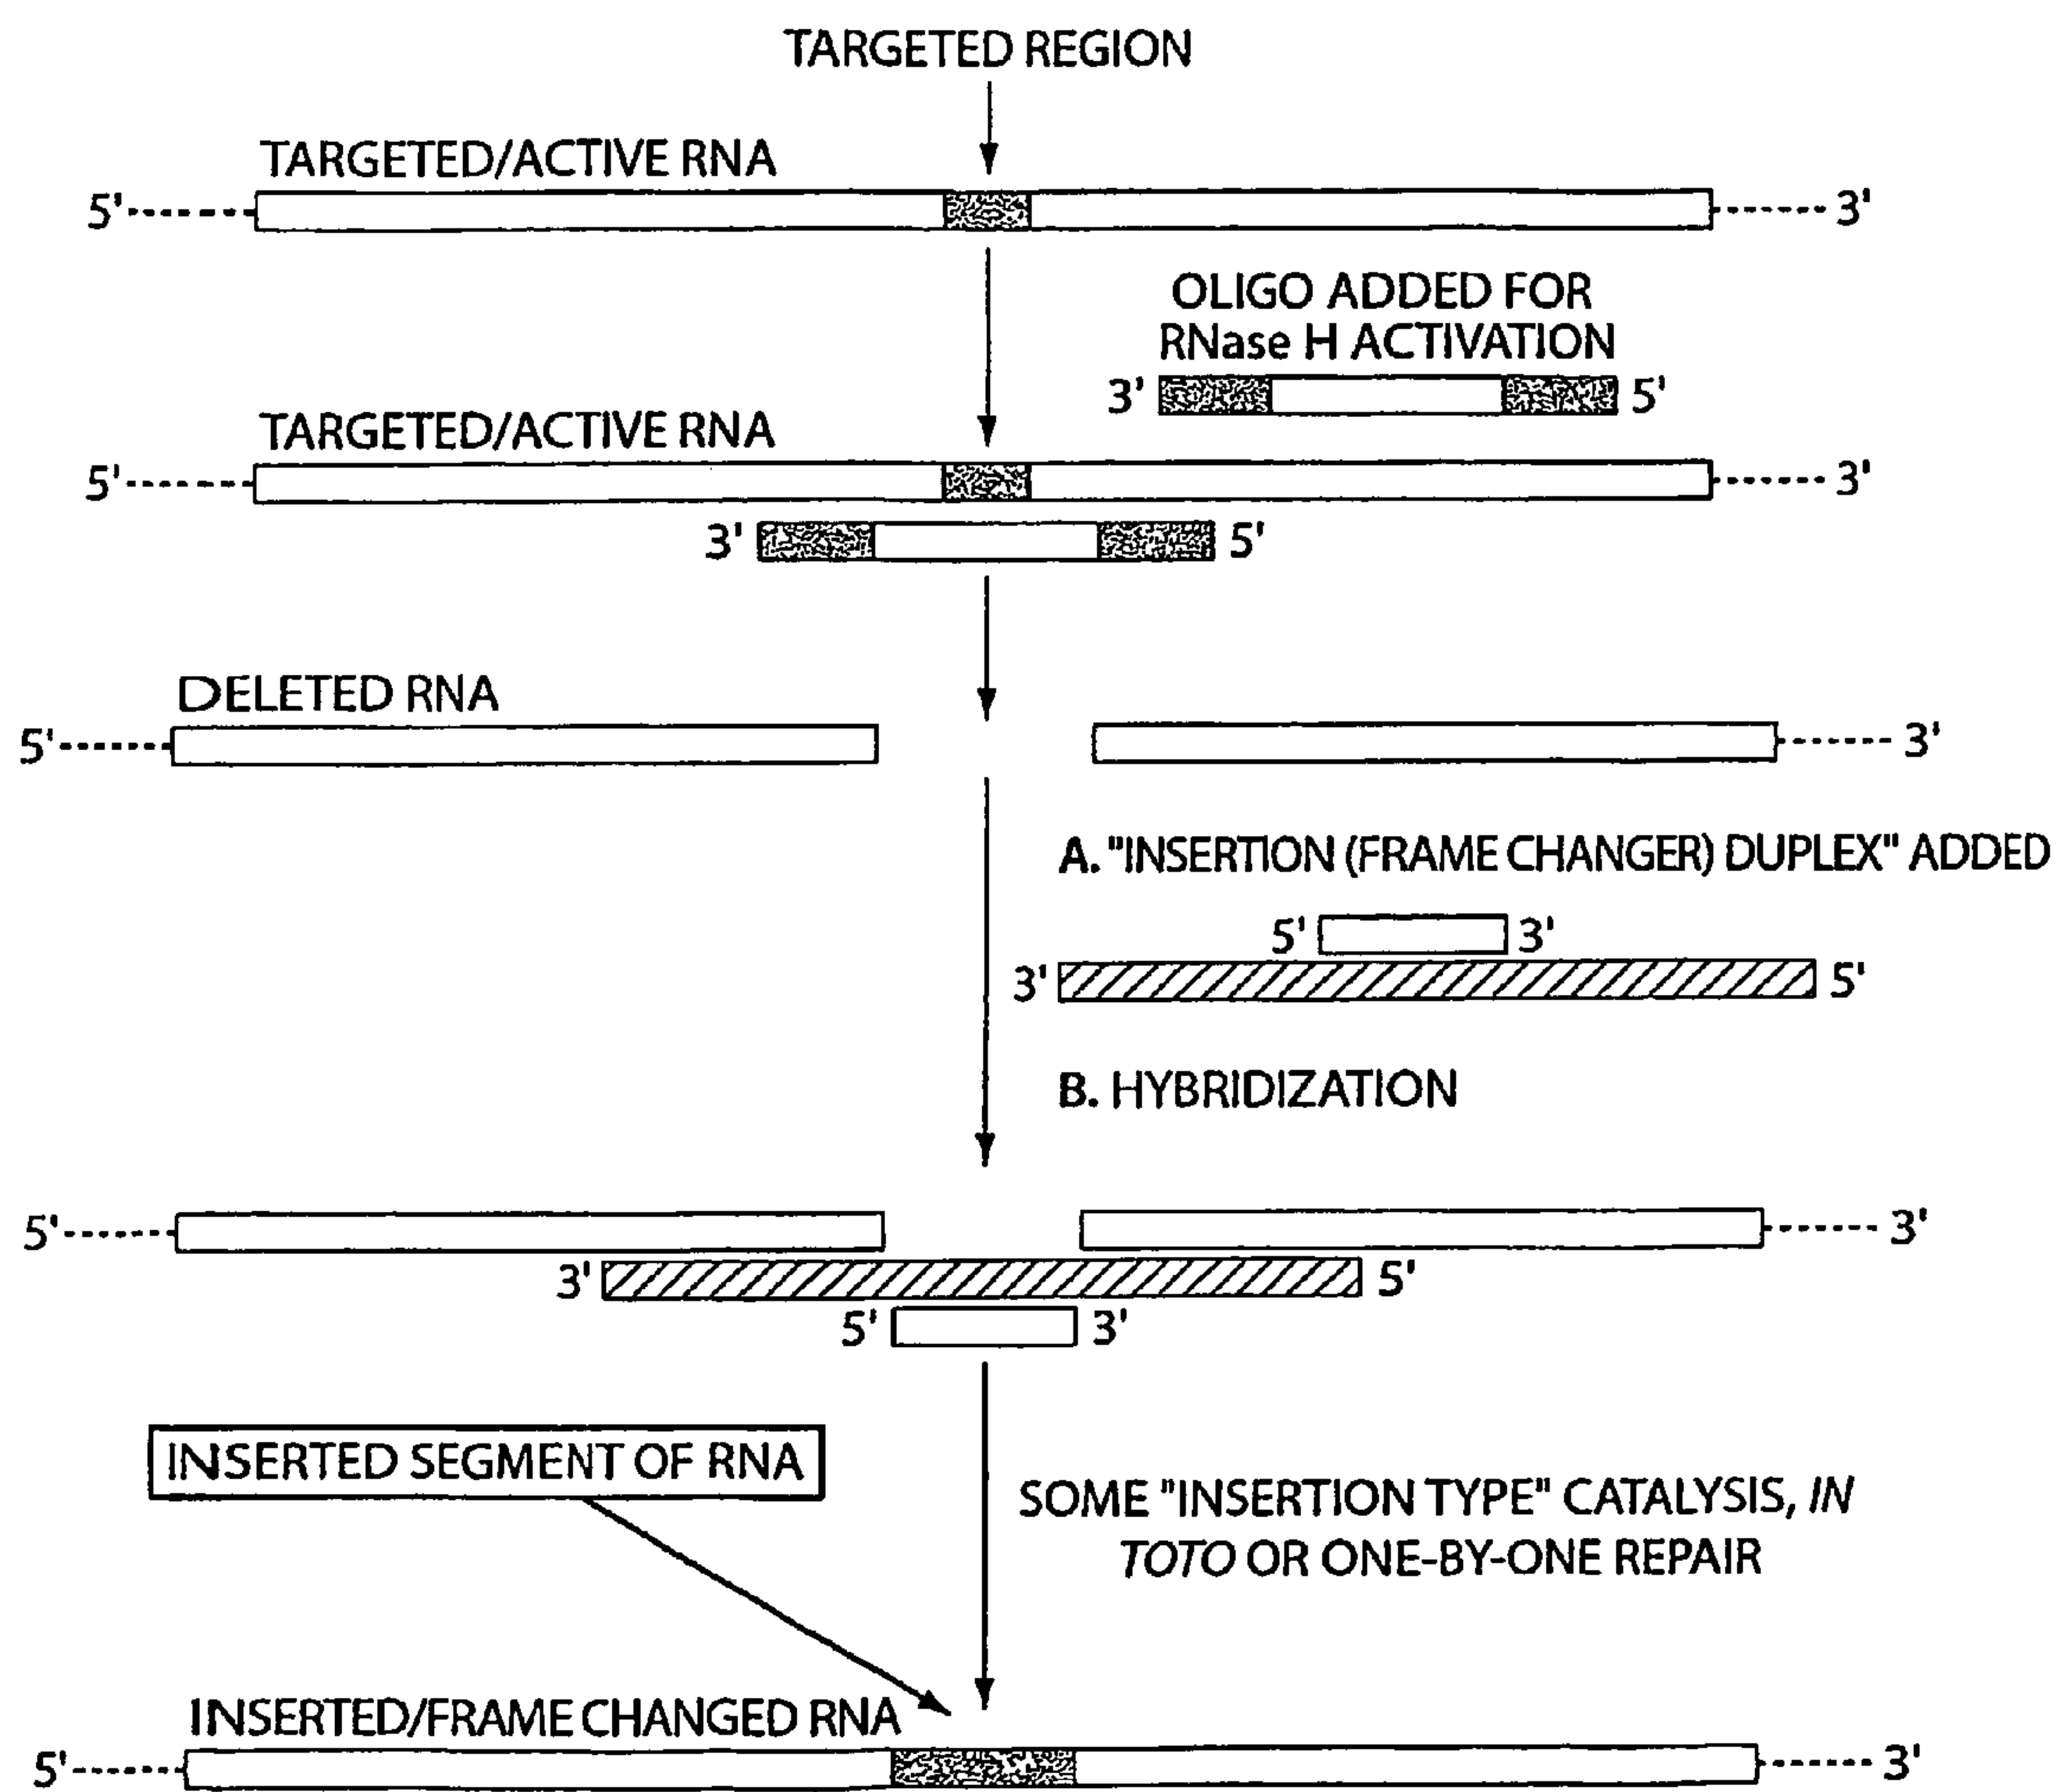 TARGETED REGION
TARGETED/ACTIVE RNA
5' 3'
OLIGO ADDED FOR
RNase H ACTIVATION
3' 5'
TARGETED/ACTIVE RNA
5' 3'
3' 5'
DELETED RNA
5' 3'
A. "INSERTION (FRAME CHANGER) DUPLEX" ADDED
5' 3'
3' 5'
B. HYBRIDIZATION
5' 3'
3' 5'
5' 3'
INSERTED SEGMENT OF RNA
SOME "INSERTION TYPE" CATALYSIS, IN
TOTO OR ONE-BY-ONE REPAIR
INSERTED/FRAME CHANGED RNA
5' 3'